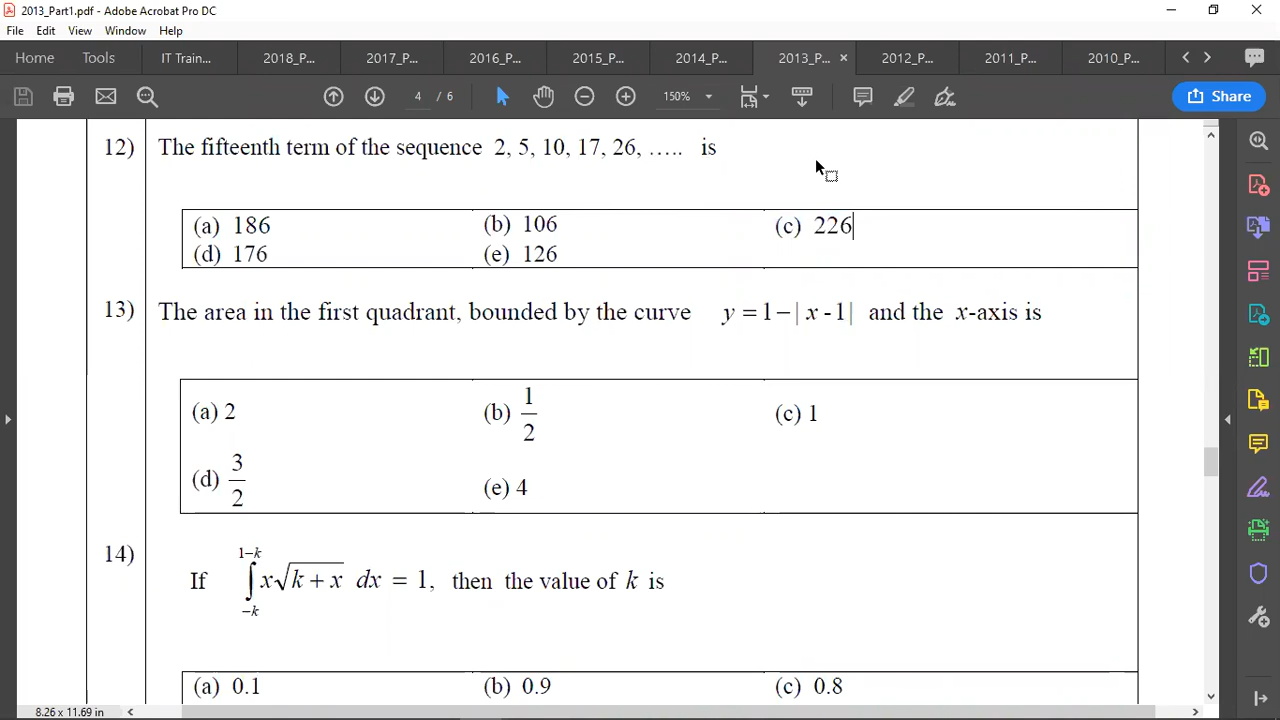 2013_Part1.pdf - Adobe Acrobat Pro DC
File Edit View Window Help
Home Tools IT Train... 2018_P... 2017_P... 2016_P... 2015_P... 2014_P... 2013_P... × 2012_P... 2011_P... 2010_P...
4 / 6 150% Share
12) The fifteenth term of the sequence 2, 5, 10, 17, 26, ….. is
(a) 186 (b) 106 (c) 226
(d) 176 (e) 126
13) The area in the first quadrant, bounded by the curve y = 1 − | x - 1 | and the x-axis is
(a) 2 (b) 1/2 (c) 1
(d) 3/2 (e) 4
14) If ∫_{-k}^{1-k} x√(k + x) dx = 1, then the value of k is
(a) 0.1 (b) 0.9 (c) 0.8
8.26 x 11.69 in